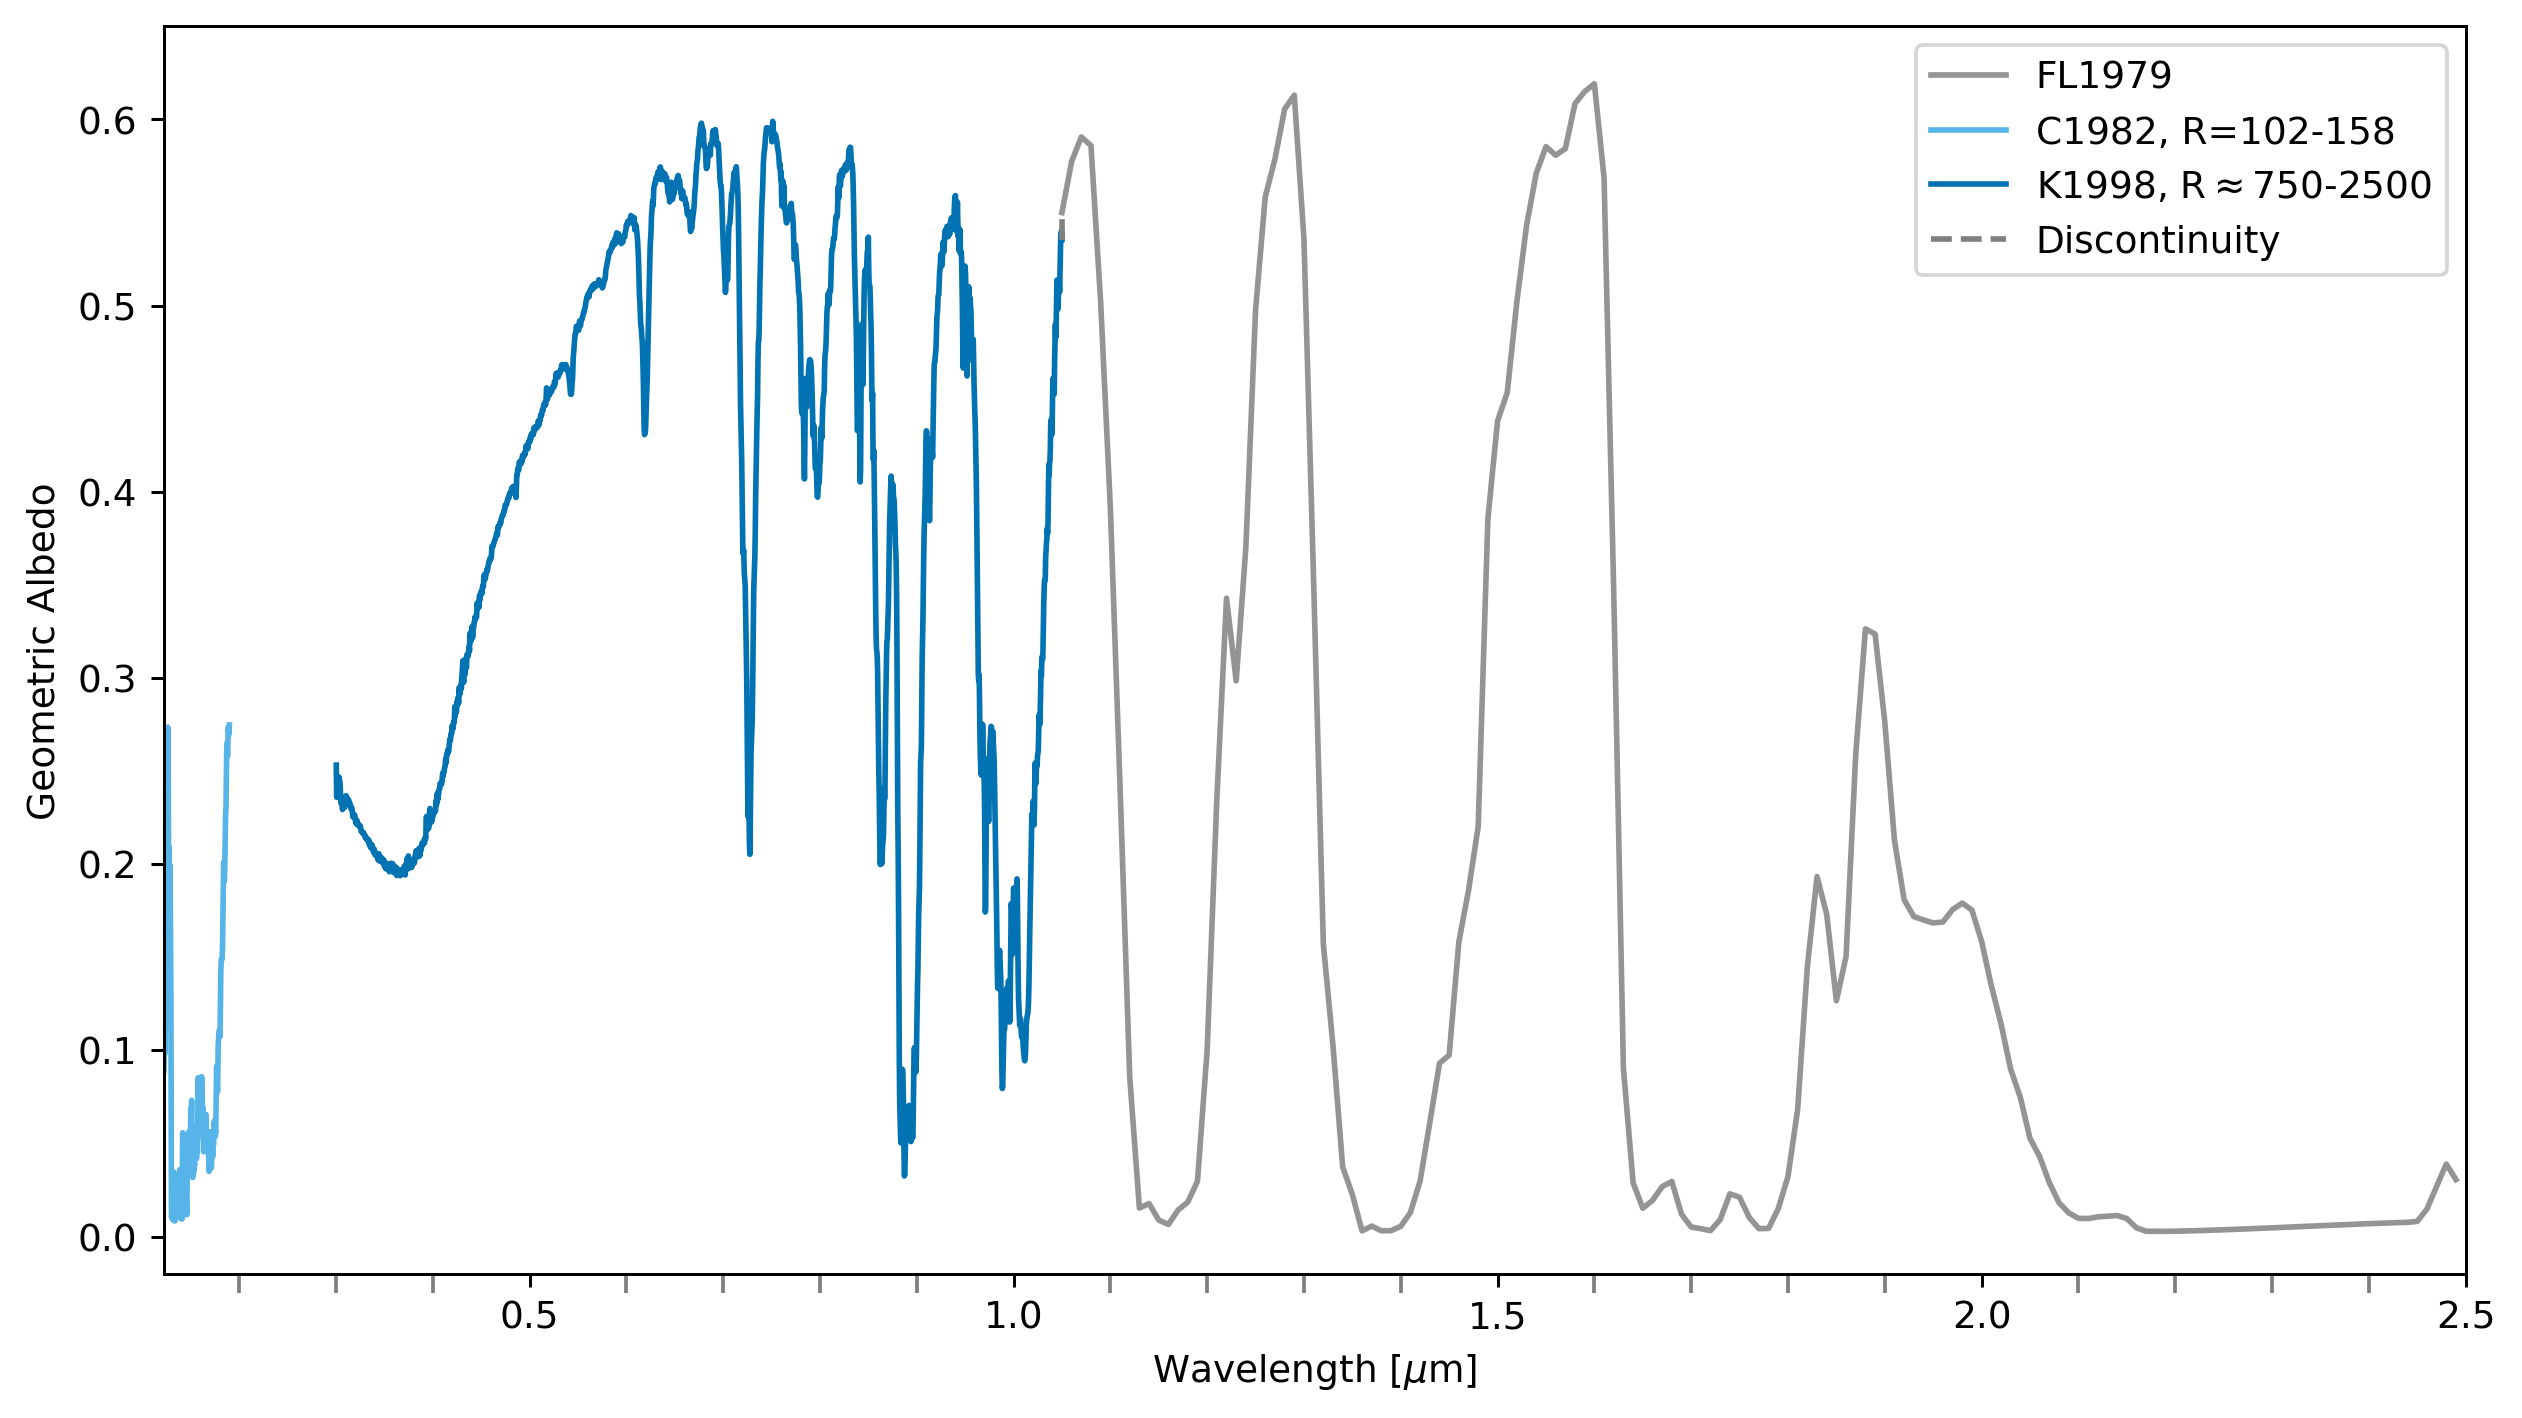 FL1979
C1982, R=102-158
K1998, R≈750-2500
Discontinuity
Geometric Albedo
0.6
0.5
0.4
0.3
0.2
0.1
0.0
0.5 1.0 1.5 2.0 2.5
Wavelength [μm]